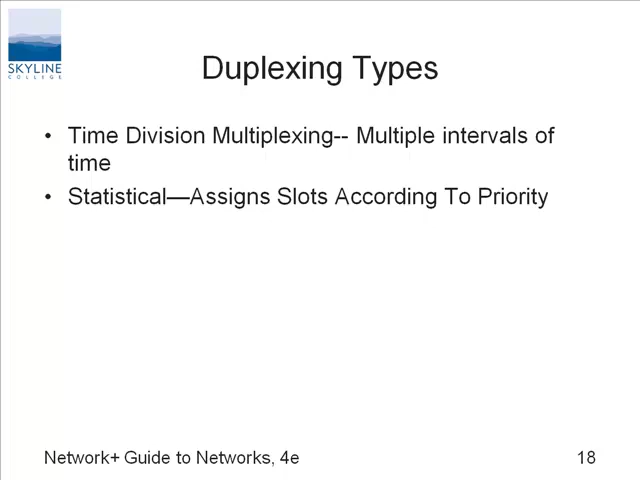 SKYLINE
COLLEGE
Duplexing Types
• Time Division Multiplexing-- Multiple intervals of
time
• Statistical—Assigns Slots According To Priority
Network+ Guide to Networks, 4e
18